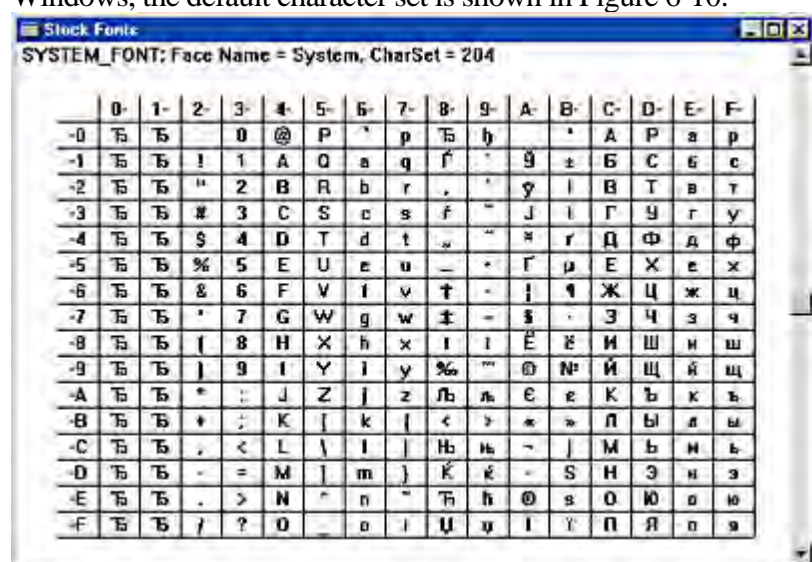 Windows, the default character set is shown in Figure 6-10.
Stock Fonts
SYSTEM_FONT: Face Name = System, CharSet = 204
0- 1- 2- 3- 4- 5- 6- 7- 8- 9- A- B- C- D- E- F-
-0 Ђ Ђ 0 @ P ` p Ђ ђ ° А Р а р
-1 Ђ Ђ ! 1 A Q a q Ѓ ‘ Ў ± Б С б с
-2 Ђ Ђ " 2 B R b r ‚ ’ ў І В Т в т
-3 Ђ Ђ # 3 C S c s ѓ “ Ј і Г У г у
-4 Ђ Ђ $ 4 D T d t „ ” ¤ ґ Д Ф д ф
-5 Ђ Ђ % 5 E U e u … • Ґ µ Е Х е х
-6 Ђ Ђ & 6 F V f v † - ¦ ¶ Ж Ц ж ц
-7 Ђ Ђ ' 7 G W g w ‡ — § · З Ч з ч
-8 Ђ Ђ ( 8 H X h x Ё ё И Ш и ш
-9 Ђ Ђ ) 9 I Y i y ‰ ™ © № Й Щ й щ
-A Ђ Ђ * : J Z j z Љ љ Є є К Ъ к ъ
-B Ђ Ђ + ; K [ k { ‹ › « » Л Ы л ы
-C Ђ Ђ , < L \ l | Њ њ ¬ ј М Ь м ь
-D Ђ Ђ - = M ] m } Ќ ќ - Ѕ Н Э н э
-E Ђ Ђ . > N ^ n ~ Ћ ћ ® ѕ О Ю о ю
-F Ђ Ђ / ? O _ o Џ џ Ї ї П Я п я